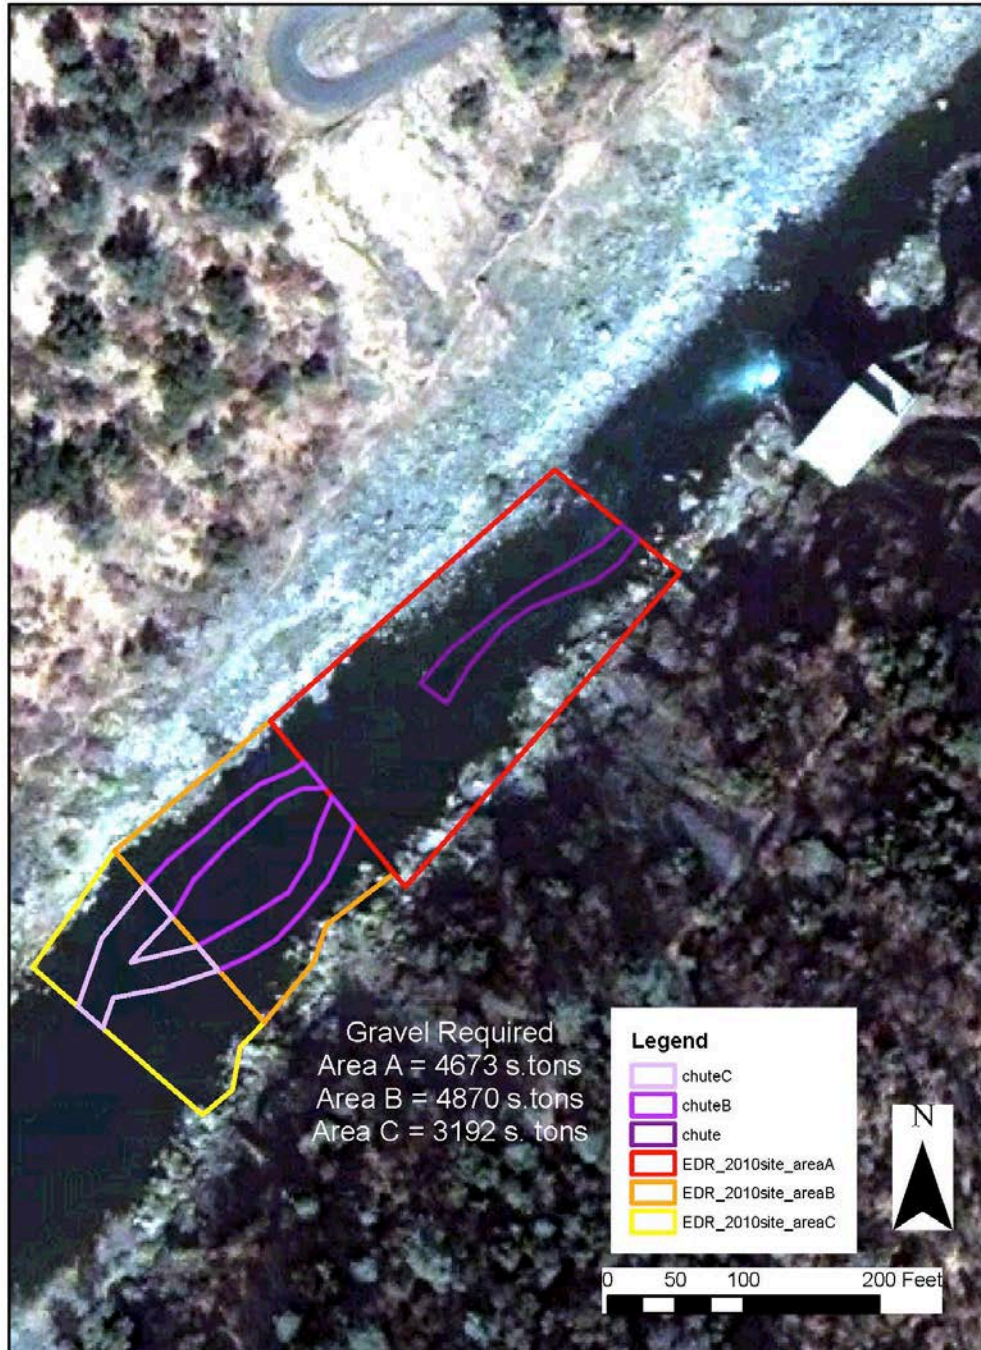 Gravel Required
Area A = 4673 s.tons
Area B = 4870 s.tons
Area C = 3192 s. tons
Legend
chuteC
chuteB
chute
EDR_2010site_areaA
EDR_2010site_areaB
EDR_2010site_areaC
N
0 50 100 200 Feet